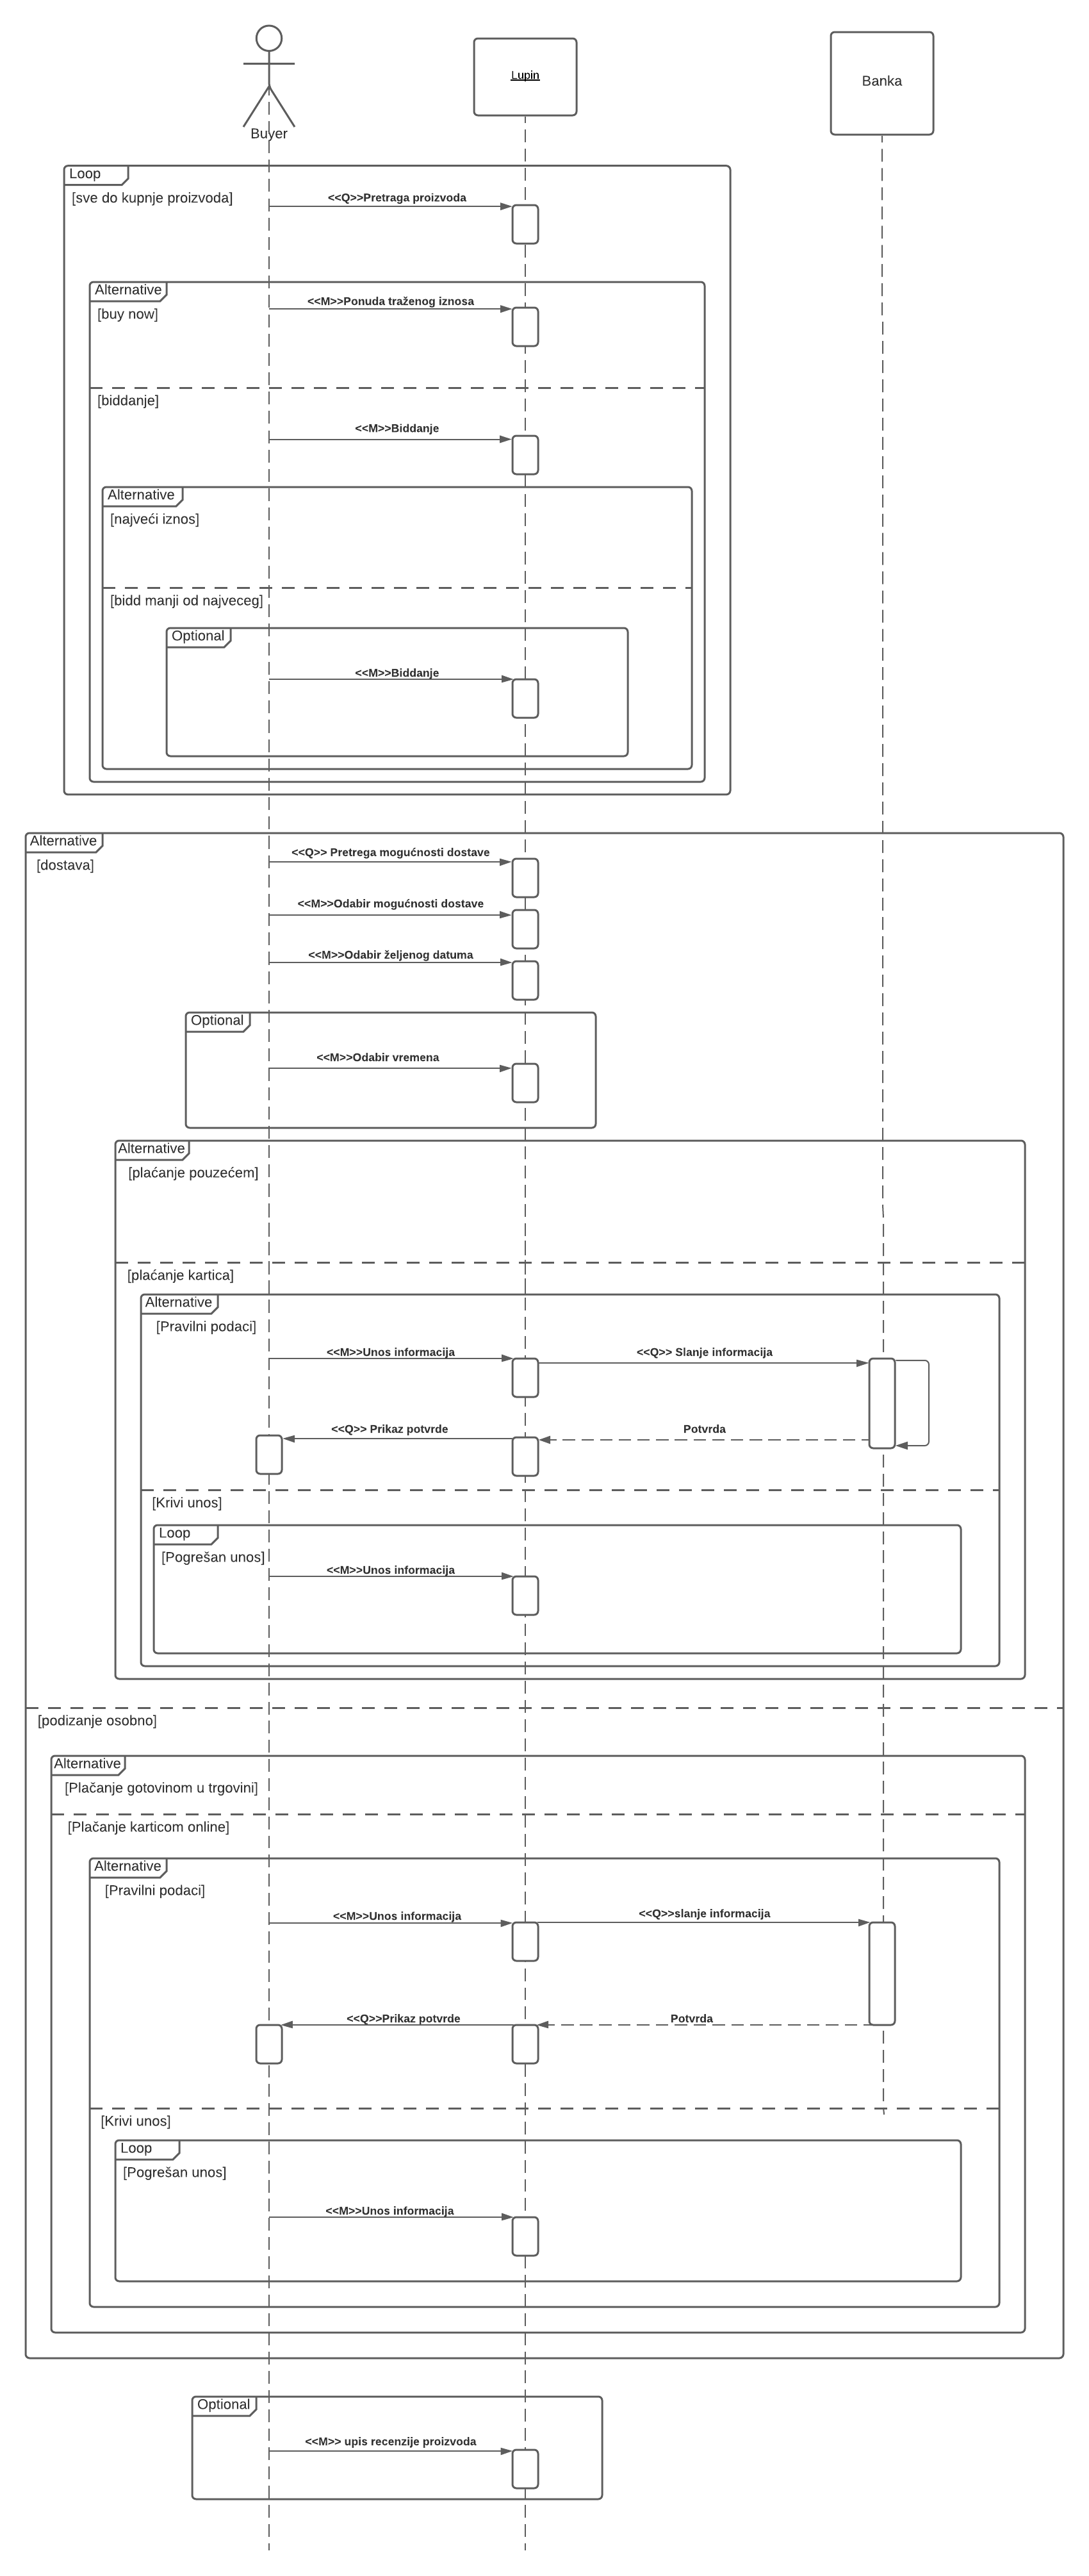 Lupin
Banka
Buyer
Loop
[sve do kupnje proizvoda]
<<Q>>Pretraga proizvoda
Alternative
[buy now]
<<M>>Ponuda traženog iznosa
[biddanje]
<<M>>Biddanje
Alternative
[najveći iznos]
[bidd manji od najveceg]
Optional
<<M>>Biddanje
Alternative
[dostava]
<<Q>> Pretrega mogućnosti dostave
<<M>>Odabir mogućnosti dostave
<<M>>Odabir željenog datuma
Optional
<<M>>Odabir vremena
Alternative
[plaćanje pouzećem]
[plaćanje kartica]
Alternative
[Pravilni podaci]
<<M>>Unos informacija
<<Q>> Slanje informacija
<<Q>> Prikaz potvrde
Potvrda
[Krivi unos]
Loop
[Pogrešan unos]
<<M>>Unos informacija
[podizanje osobno]
Alternative
[Plačanje gotovinom u trgovini]
[Plačanje karticom online]
Alternative
[Pravilni podaci]
<<M>>Unos informacija
<<Q>>slanje informacija
<<Q>>Prikaz potvrde
Potvrda
[Krivi unos]
Loop
[Pogrešan unos]
<<M>>Unos informacija
Optional
<<M>> upis recenzije proizvoda